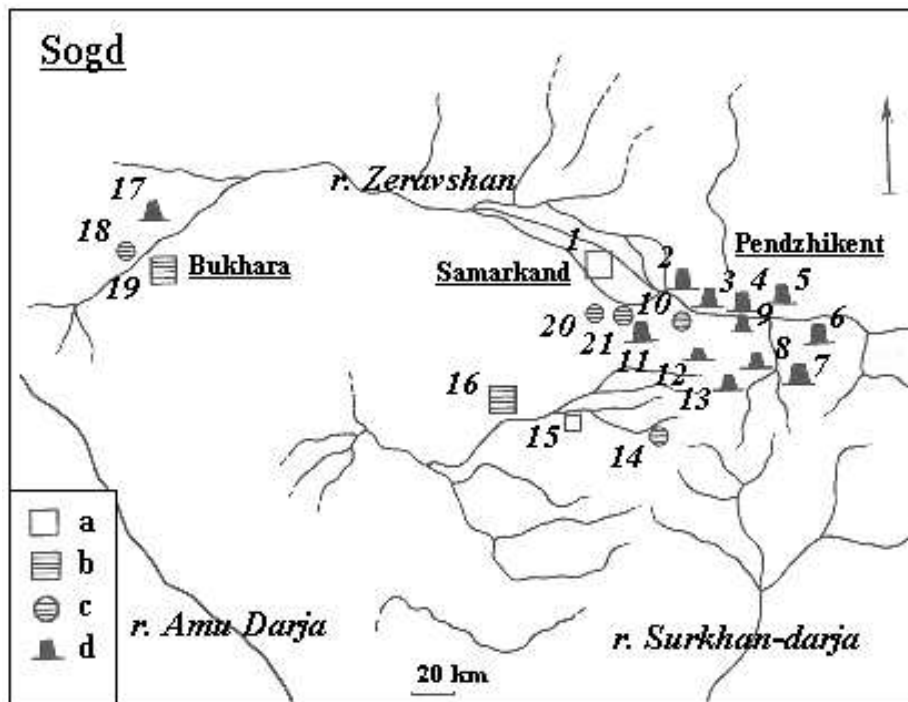 Sogd
r. Zeravshan
17
18
19
Bukhara
1
Samarkand
2
Pendzhikent
3
4
5
6
7
8
9
10
20
21
11
12
13
16
15
14
a
b
c
d
r. Amu Darja
r. Surkhan-darja
20 km